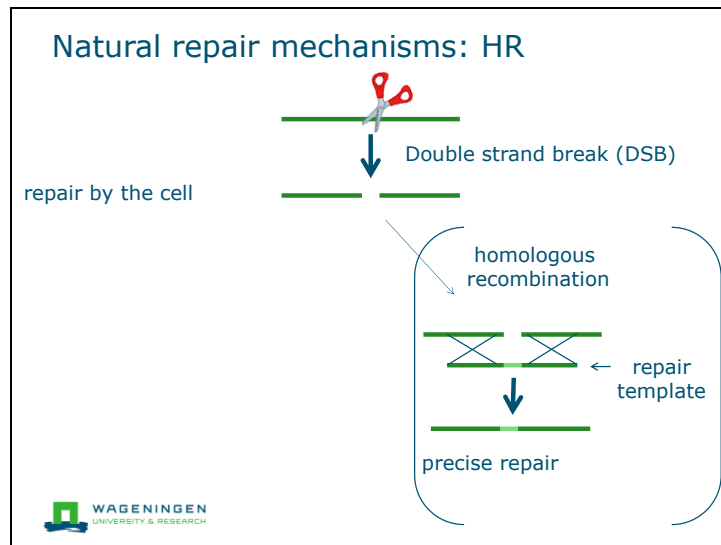 Natural repair mechanisms: HR
Double strand break (DSB)
repair by the cell
homologous
recombination
repair
template
precise repair
WAGENINGEN
UNIVERSITY & RESEARCH